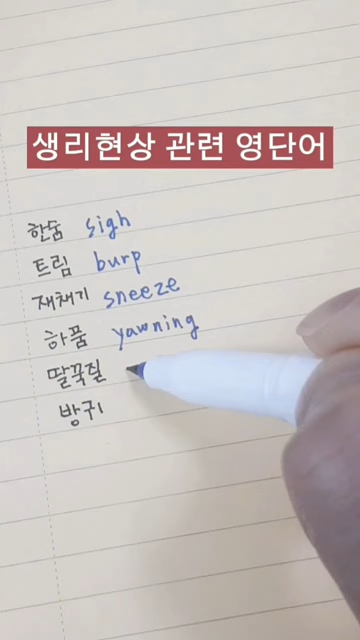 생리현상 관련 영단어
한숨 sigh
트림 burp
재채기 sneeze
하품 yawning
딸꾹질
방귀